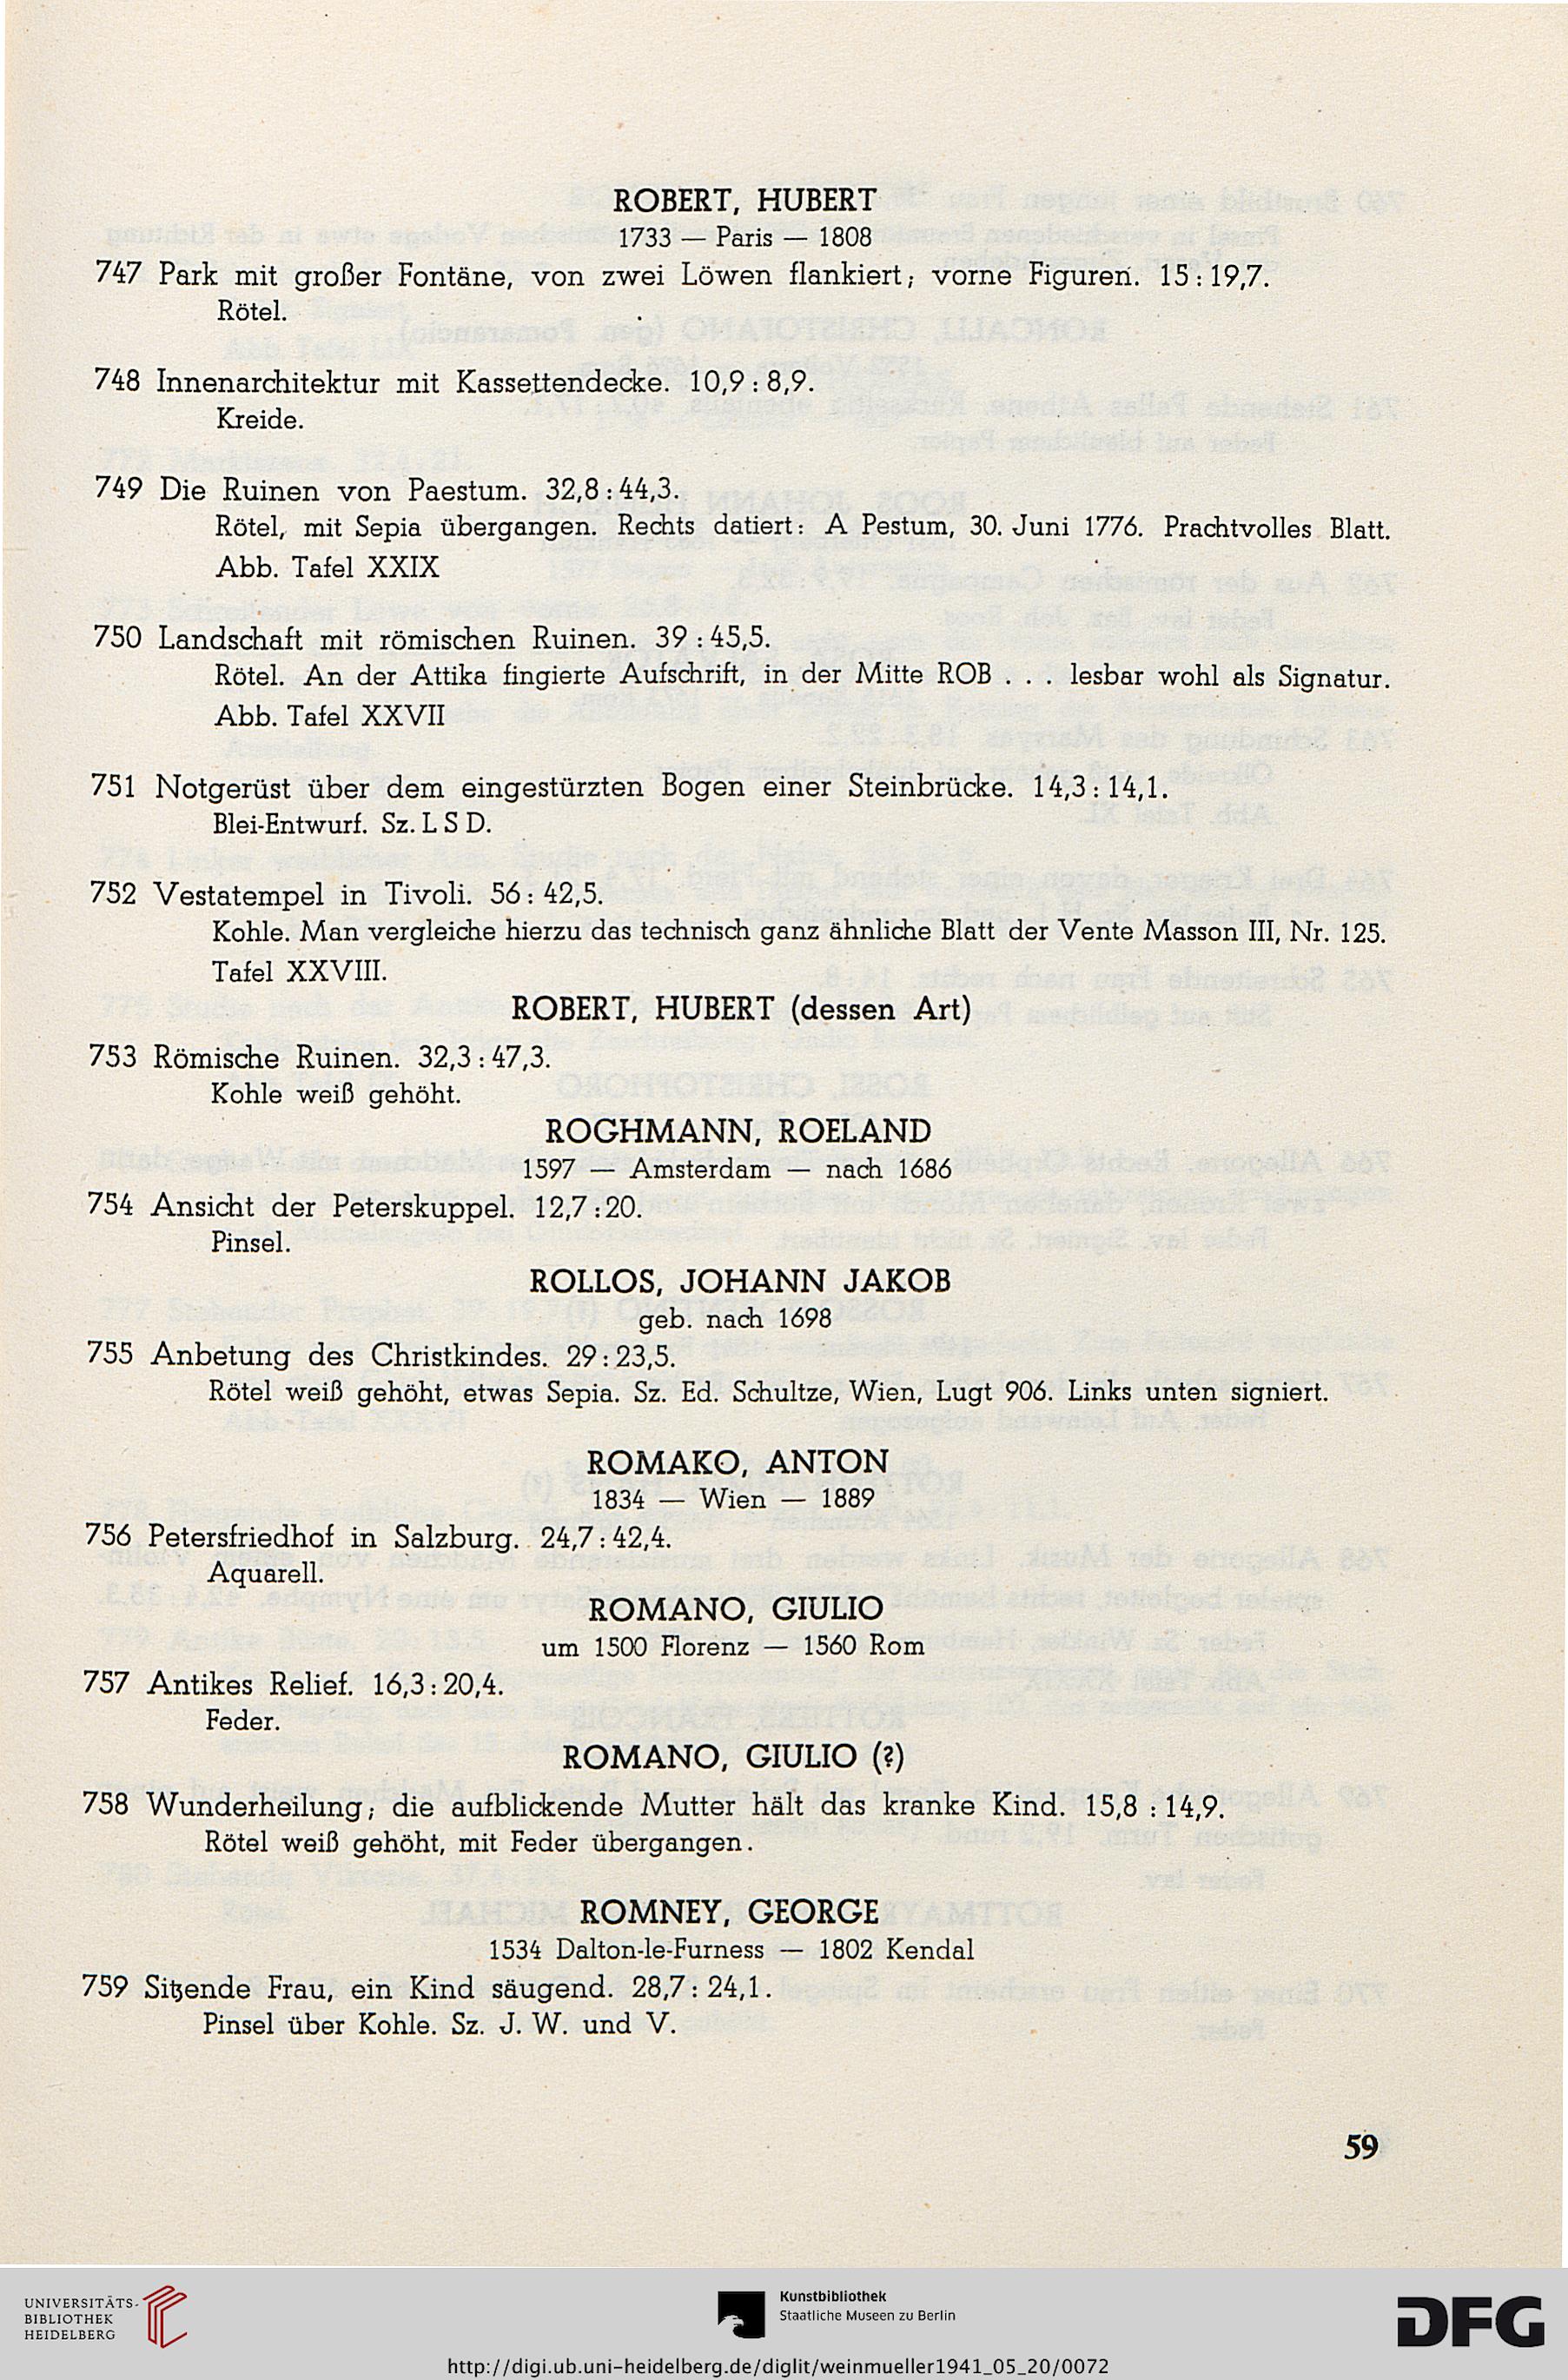 ROBERT, HUBERT
1733 — Paris — 1808
747 Park mit großer Fontäne, von zwei Löwen flankiert; vorne Figuren. 15 : 19,7.
Rötel.
748 Innenarchitektur mit Kassettendecke. 10,9 : 8,9.
Kreide.
749 Die Ruinen von Paestum. 32,8 : 44,3.
Rötel, mit Sepia übergangen. Rechts datiert: A Pestum, 30. Juni 1776. Prachtvolles Blatt.
Abb. Tafel XXIX
750 Landschaft mit römischen Ruinen. 39 : 45,5.
Rötel. An der Attika fingierte Aufschrift, in der Mitte ROB . . . lesbar wohl als Signatur.
Abb. Tafel XXVII
751 Notgerüst über dem eingestürzten Bogen einer Steinbrücke. 14,3 : 14,1.
Blei-Entwurf. Sz. L S D.
752 Vestatempel in Tivoli. 56 : 42,5.
Kohle. Man vergleiche hierzu das technisch ganz ähnliche Blatt der Vente Masson III, Nr. 125.
Tafel XXVIII.
ROBERT, HUBERT (dessen Art)
753 Römische Ruinen. 32,3 : 47,3.
Kohle weiß gehöht.
ROGHMANN, ROELAND
1597 — Amsterdam — nach 1686
754 Ansicht der Peterskuppel. 12,7 : 20.
Pinsel.
ROLLOS, JOHANN JAKOB
geb. nach 1698
755 Anbetung des Christkindes. 29 : 23,5.
Rötel weiß gehöht, etwas Sepia. Sz. Ed. Schultze, Wien, Lugt 906. Links unten signiert.
ROMAKO, ANTON
1834 — Wien — 1889
756 Petersfriedhof in Salzburg. 24,7 : 42,4.
Aquarell.
ROMANO, GIULIO
um 1500 Florenz — 1560 Rom
757 Antikes Relief. 16,3 : 20,4.
Feder.
ROMANO, GIULIO (?)
758 Wunderheilung; die aufblickende Mutter hält das kranke Kind. 15,8 : 14,9.
Rötel weiß gehöht, mit Feder übergangen.
ROMNEY, GEORGE
1534 Dalton-le-Furness — 1802 Kendal
759 Sitzende Frau, ein Kind säugend. 28,7 : 24,1.
Pinsel über Kohle. Sz. J. W. und V.
59
UNIVERSITÄTS-
BIBLIOTHEK
HEIDELBERG
Kunstbibliothek
Staatliche Museen zu Berlin
DFG
http://digi.ub.uni-heidelberg.de/diglit/weinmueller1941_05_20/0072